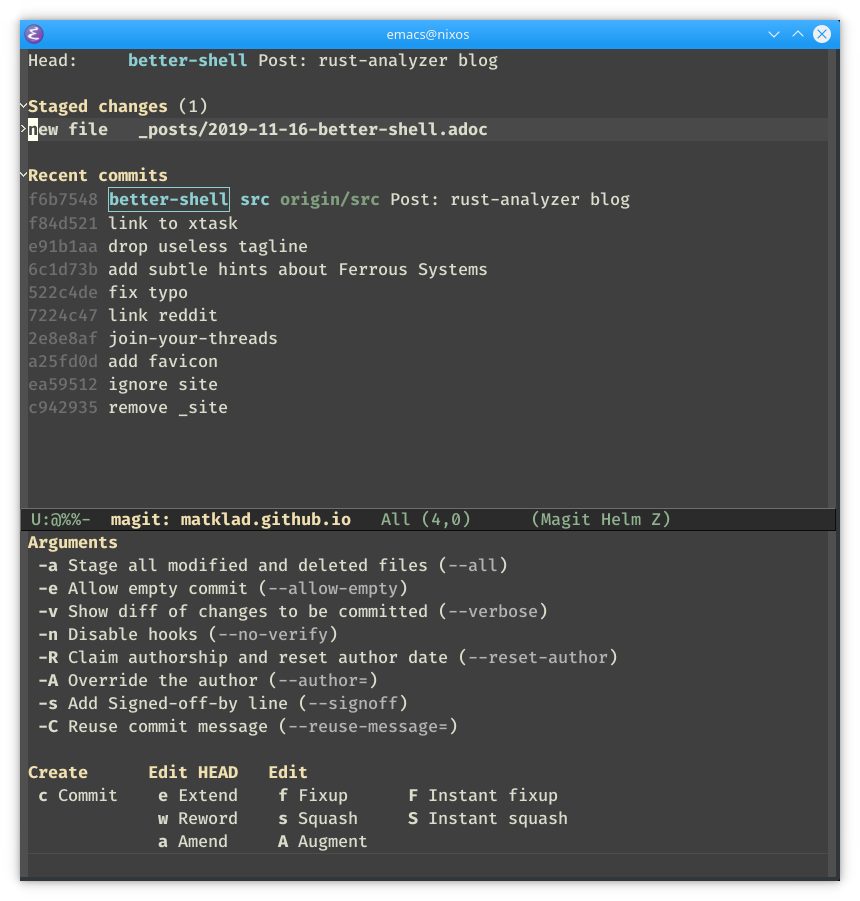 emacs@nixos
Head:     better-shell Post: rust-analyzer blog
Staged changes (1)
new file   _posts/2019-11-16-better-shell.adoc
Recent commits
f6b7548 better-shell src origin/src Post: rust-analyzer blog
f84d521 link to xtask
e91b1aa drop useless tagline
6c1d73b add subtle hints about Ferrous Systems
522c4de fix typo
7224c47 link reddit
2e8e8af join-your-threads
a25fd0d add favicon
ea59512 ignore site
c942935 remove _site
U:@%%-  magit: matklad.github.io   All (4,0)      (Magit Helm Z)
Arguments
-a Stage all modified and deleted files (--all)
-e Allow empty commit (--allow-empty)
-v Show diff of changes to be committed (--verbose)
-n Disable hooks (--no-verify)
-R Claim authorship and reset author date (--reset-author)
-A Override the author (--author=)
-s Add Signed-off-by line (--signoff)
-C Reuse commit message (--reuse-message=)
Create      Edit HEAD   Edit
c Commit    e Extend    f Fixup      F Instant fixup
w Reword    s Squash     S Instant squash
a Amend     A Augment